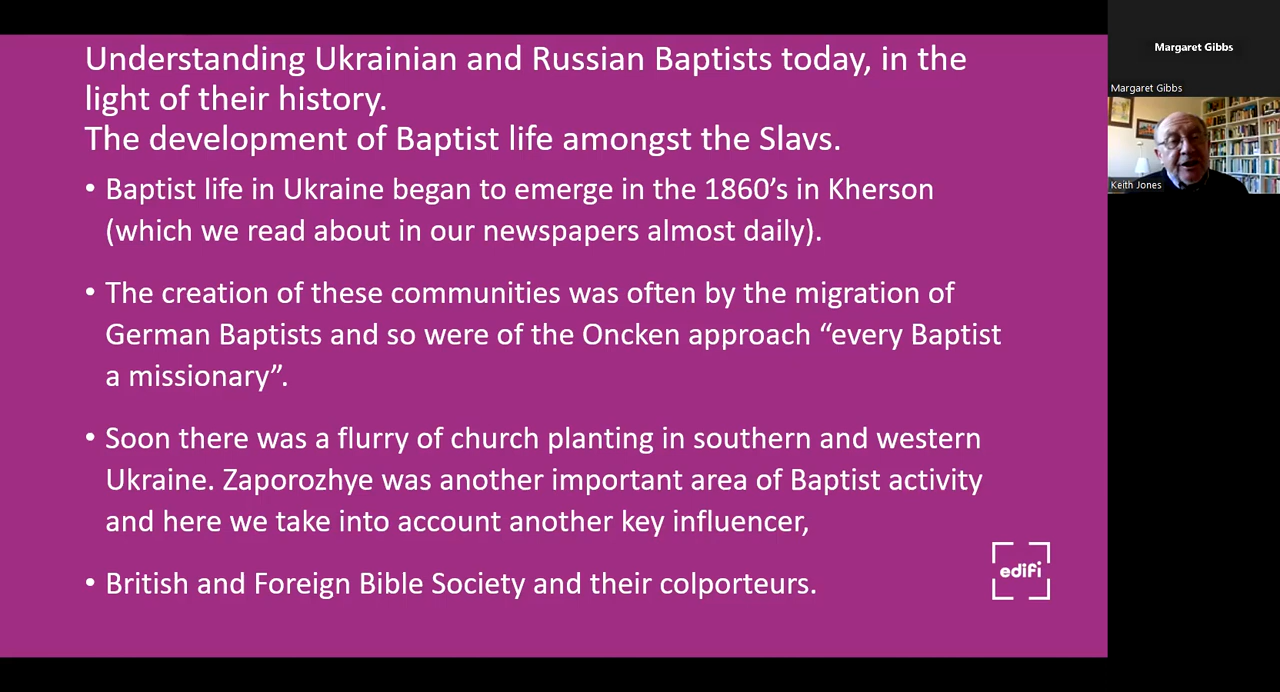 Understanding Ukrainian and Russian Baptists today, in the
light of their history.
The development of Baptist life amongst the Slavs.
• Baptist life in Ukraine began to emerge in the 1860’s in Kherson
(which we read about in our newspapers almost daily).
• The creation of these communities was often by the migration of
German Baptists and so were of the Oncken approach “every Baptist
a missionary”.
• Soon there was a flurry of church planting in southern and western
Ukraine. Zaporozhye was another important area of Baptist activity
and here we take into account another key influencer,
• British and Foreign Bible Society and their colporteurs.
edifi
Margaret Gibbs
Margaret Gibbs
Keith Jones